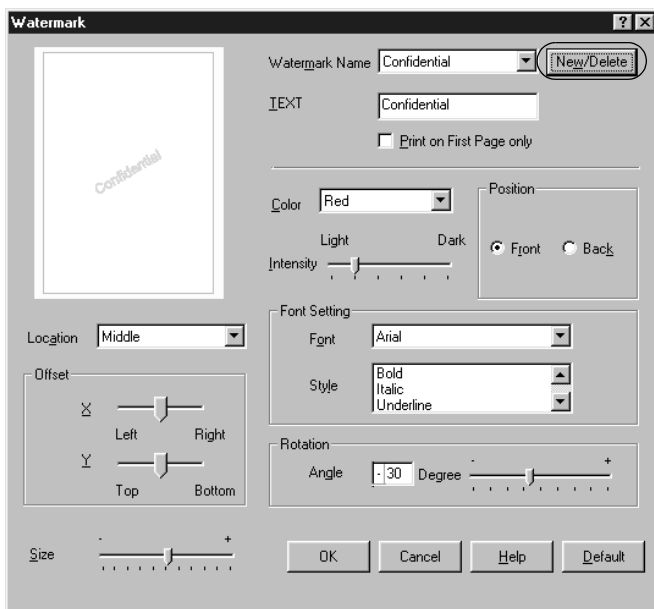 Watermark
Watermark Name Confidential New/Delete
TEXT Confidential
Print on First Page only
Confidential
Color Red
Position
Light Dark
Front Back
Intensity
Font Setting
Location Middle
Font Arial
Style Bold
Italic
Underline
Offset
X
Left Right
Y
Top Bottom
Rotation
Angle - 30 Degree - +
Size - +
OK Cancel Help Default